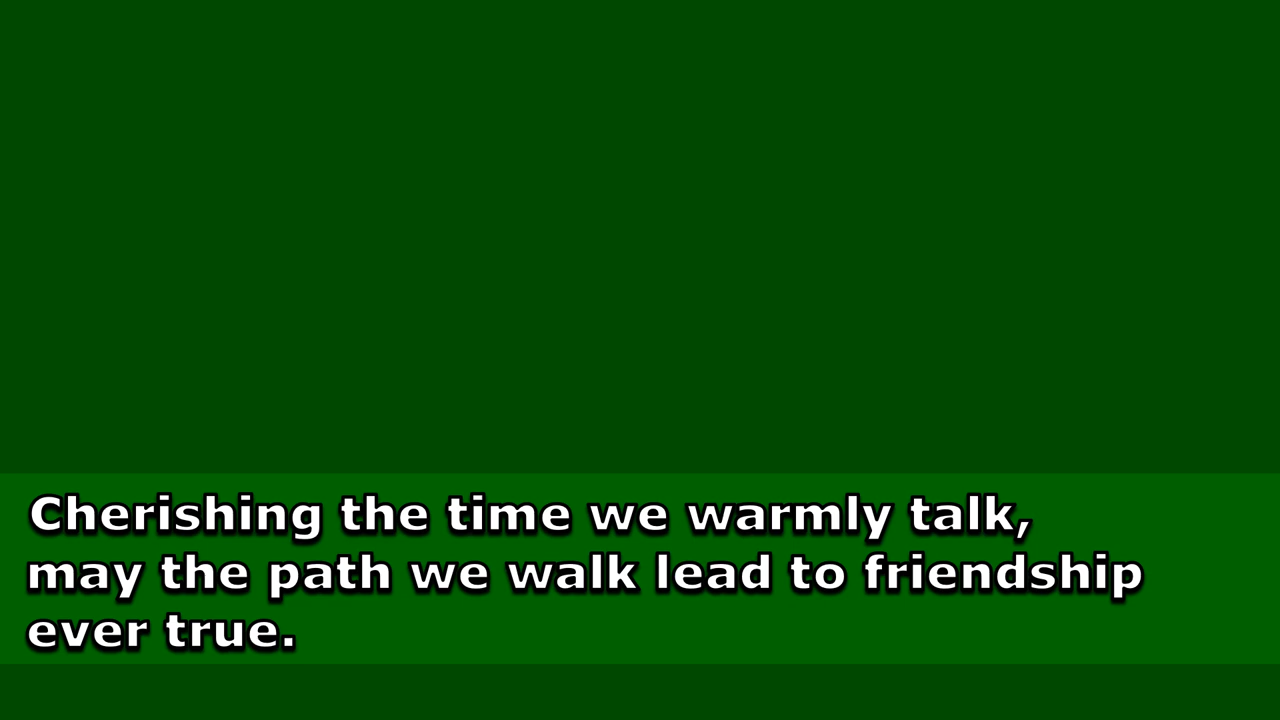 Cherishing the time we warmly talk,
may the path we walk lead to friendship
ever true.